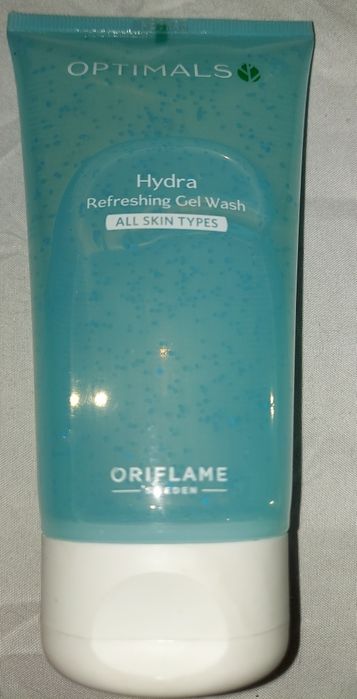 OPTIMALS
Hydra
Refreshing Gel Wash
ALL SKIN TYPES
ORIFLAME
SWEDEN